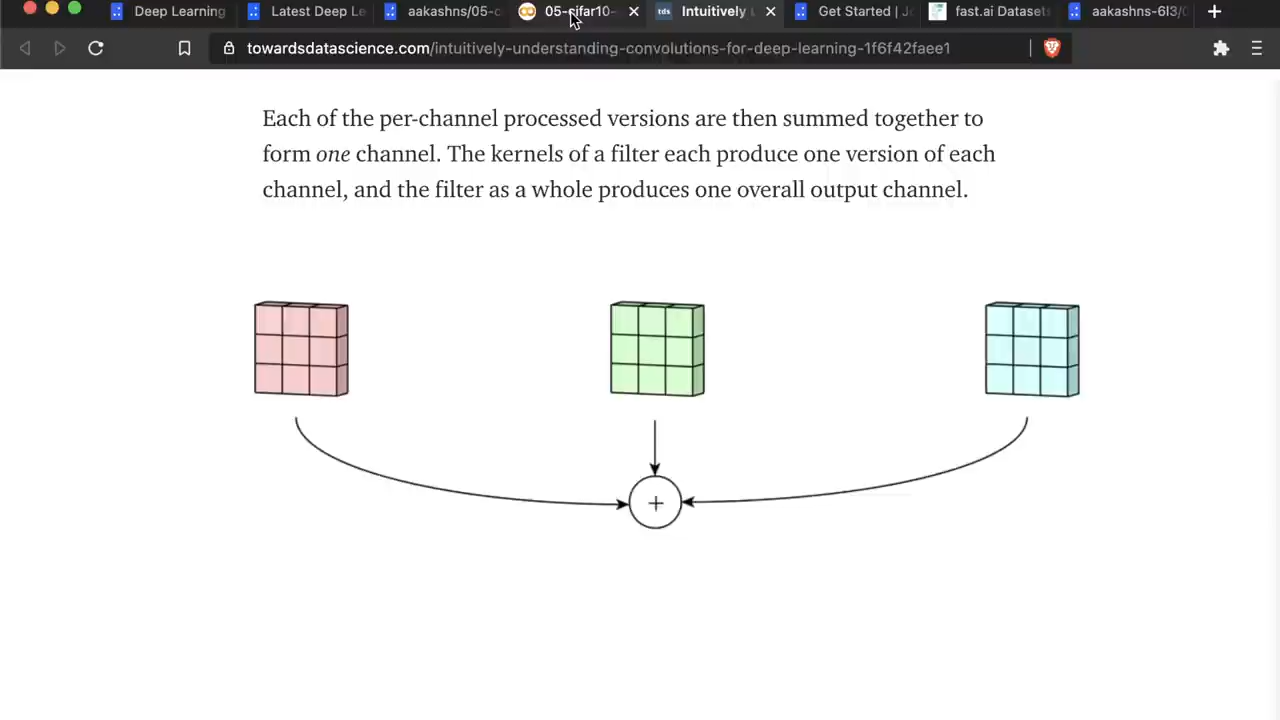 Deep Learning
Latest Deep Le
aakashns/05-c
05-cifar10-
tds
Intuitively
Get Started | J
fast.ai Datasets
aakashns-6l3/
towardsdatascience.com/intuitively-understanding-convolutions-for-deep-learning-1f6f42faee1
Each of the per-channel processed versions are then summed together to
form one channel. The kernels of a filter each produce one version of each
channel, and the filter as a whole produces one overall output channel.
+